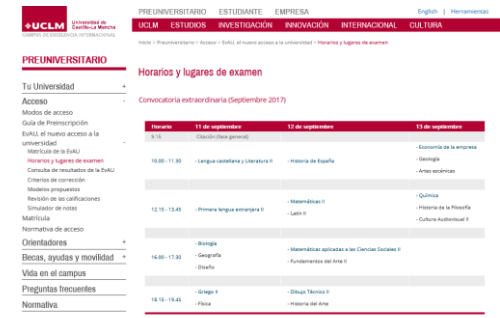 UCLM
Universidad de
Castilla-La Mancha
CAMPUS DE EXCELENCIA INTERNACIONAL
PREUNIVERSITARIO ESTUDIANTE EMPRESA
English | Herramientas
UCLM ESTUDIOS INVESTIGACIÓN INNOVACIÓN INTERNACIONAL CULTURA
Inicio > Preuniversitario > Acceso > EvAU, el nuevo acceso a la universidad > Horarios y lugares de examen
PREUNIVERSITARIO
Tu Universidad +
Acceso -
Modos de acceso
Guía de Preinscripción
EvAU, el nuevo acceso a la
universidad -
Matrícula de la EvAU
Horarios y lugares de examen
Consulta de resultados de la EvAU
Criterios de corrección
Modelos propuestos
Revisión de las calificaciones
Simulador de notas
Matrícula
Normativa de acceso
Orientadores +
Becas, ayudas y movilidad +
Vida en el campus
Preguntas frecuentes
Normativa
Horarios y lugares de examen
Convocatoria extraordinaria (Septiembre 2017)
Horario 11 de septiembre 12 de septiembre 13 de septiembre
9.15 Citación (fase general)
10.00 - 11.30 - Lengua castellana y Literatura II - Historia de España
- Economía de la empresa
- Geología
- Artes escénicas
12.15 - 13.45 - Primera lengua extranjera II
- Matemáticas II
- Latín II
- Química
- Historia de la Filosofía
- Cultura Audiovisual II
16.00 - 17.30
- Biología
- Geografía
- Diseño
- Matemáticas aplicadas a las Ciencias Sociales II
- Fundamentos del Arte II
18.15 - 19.45
- Griego II
- Física
- Dibujo Técnico II
- Historia del Arte